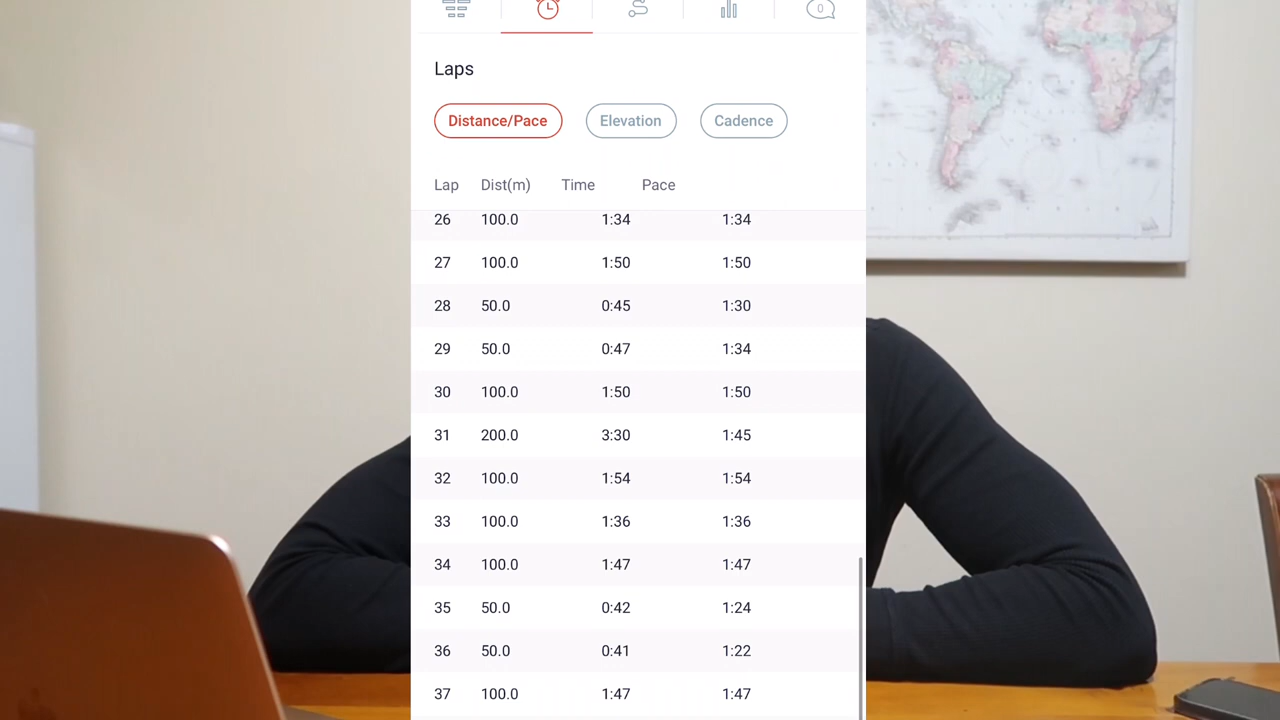 0
Laps
Distance/Pace Elevation Cadence
Lap Dist(m) Time Pace
26 100.0 1:34 1:34
27 100.0 1:50 1:50
28 50.0 0:45 1:30
29 50.0 0:47 1:34
30 100.0 1:50 1:50
31 200.0 3:30 1:45
32 100.0 1:54 1:54
33 100.0 1:36 1:36
34 100.0 1:47 1:47
35 50.0 0:42 1:24
36 50.0 0:41 1:22
37 100.0 1:47 1:47